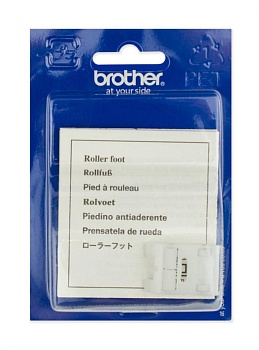 brother
at your side
Roller foot
Rollfuß
Pied à rouleau
Rolvoet
Piedino antiaderente
Prensatela de rueda
ローラーフット